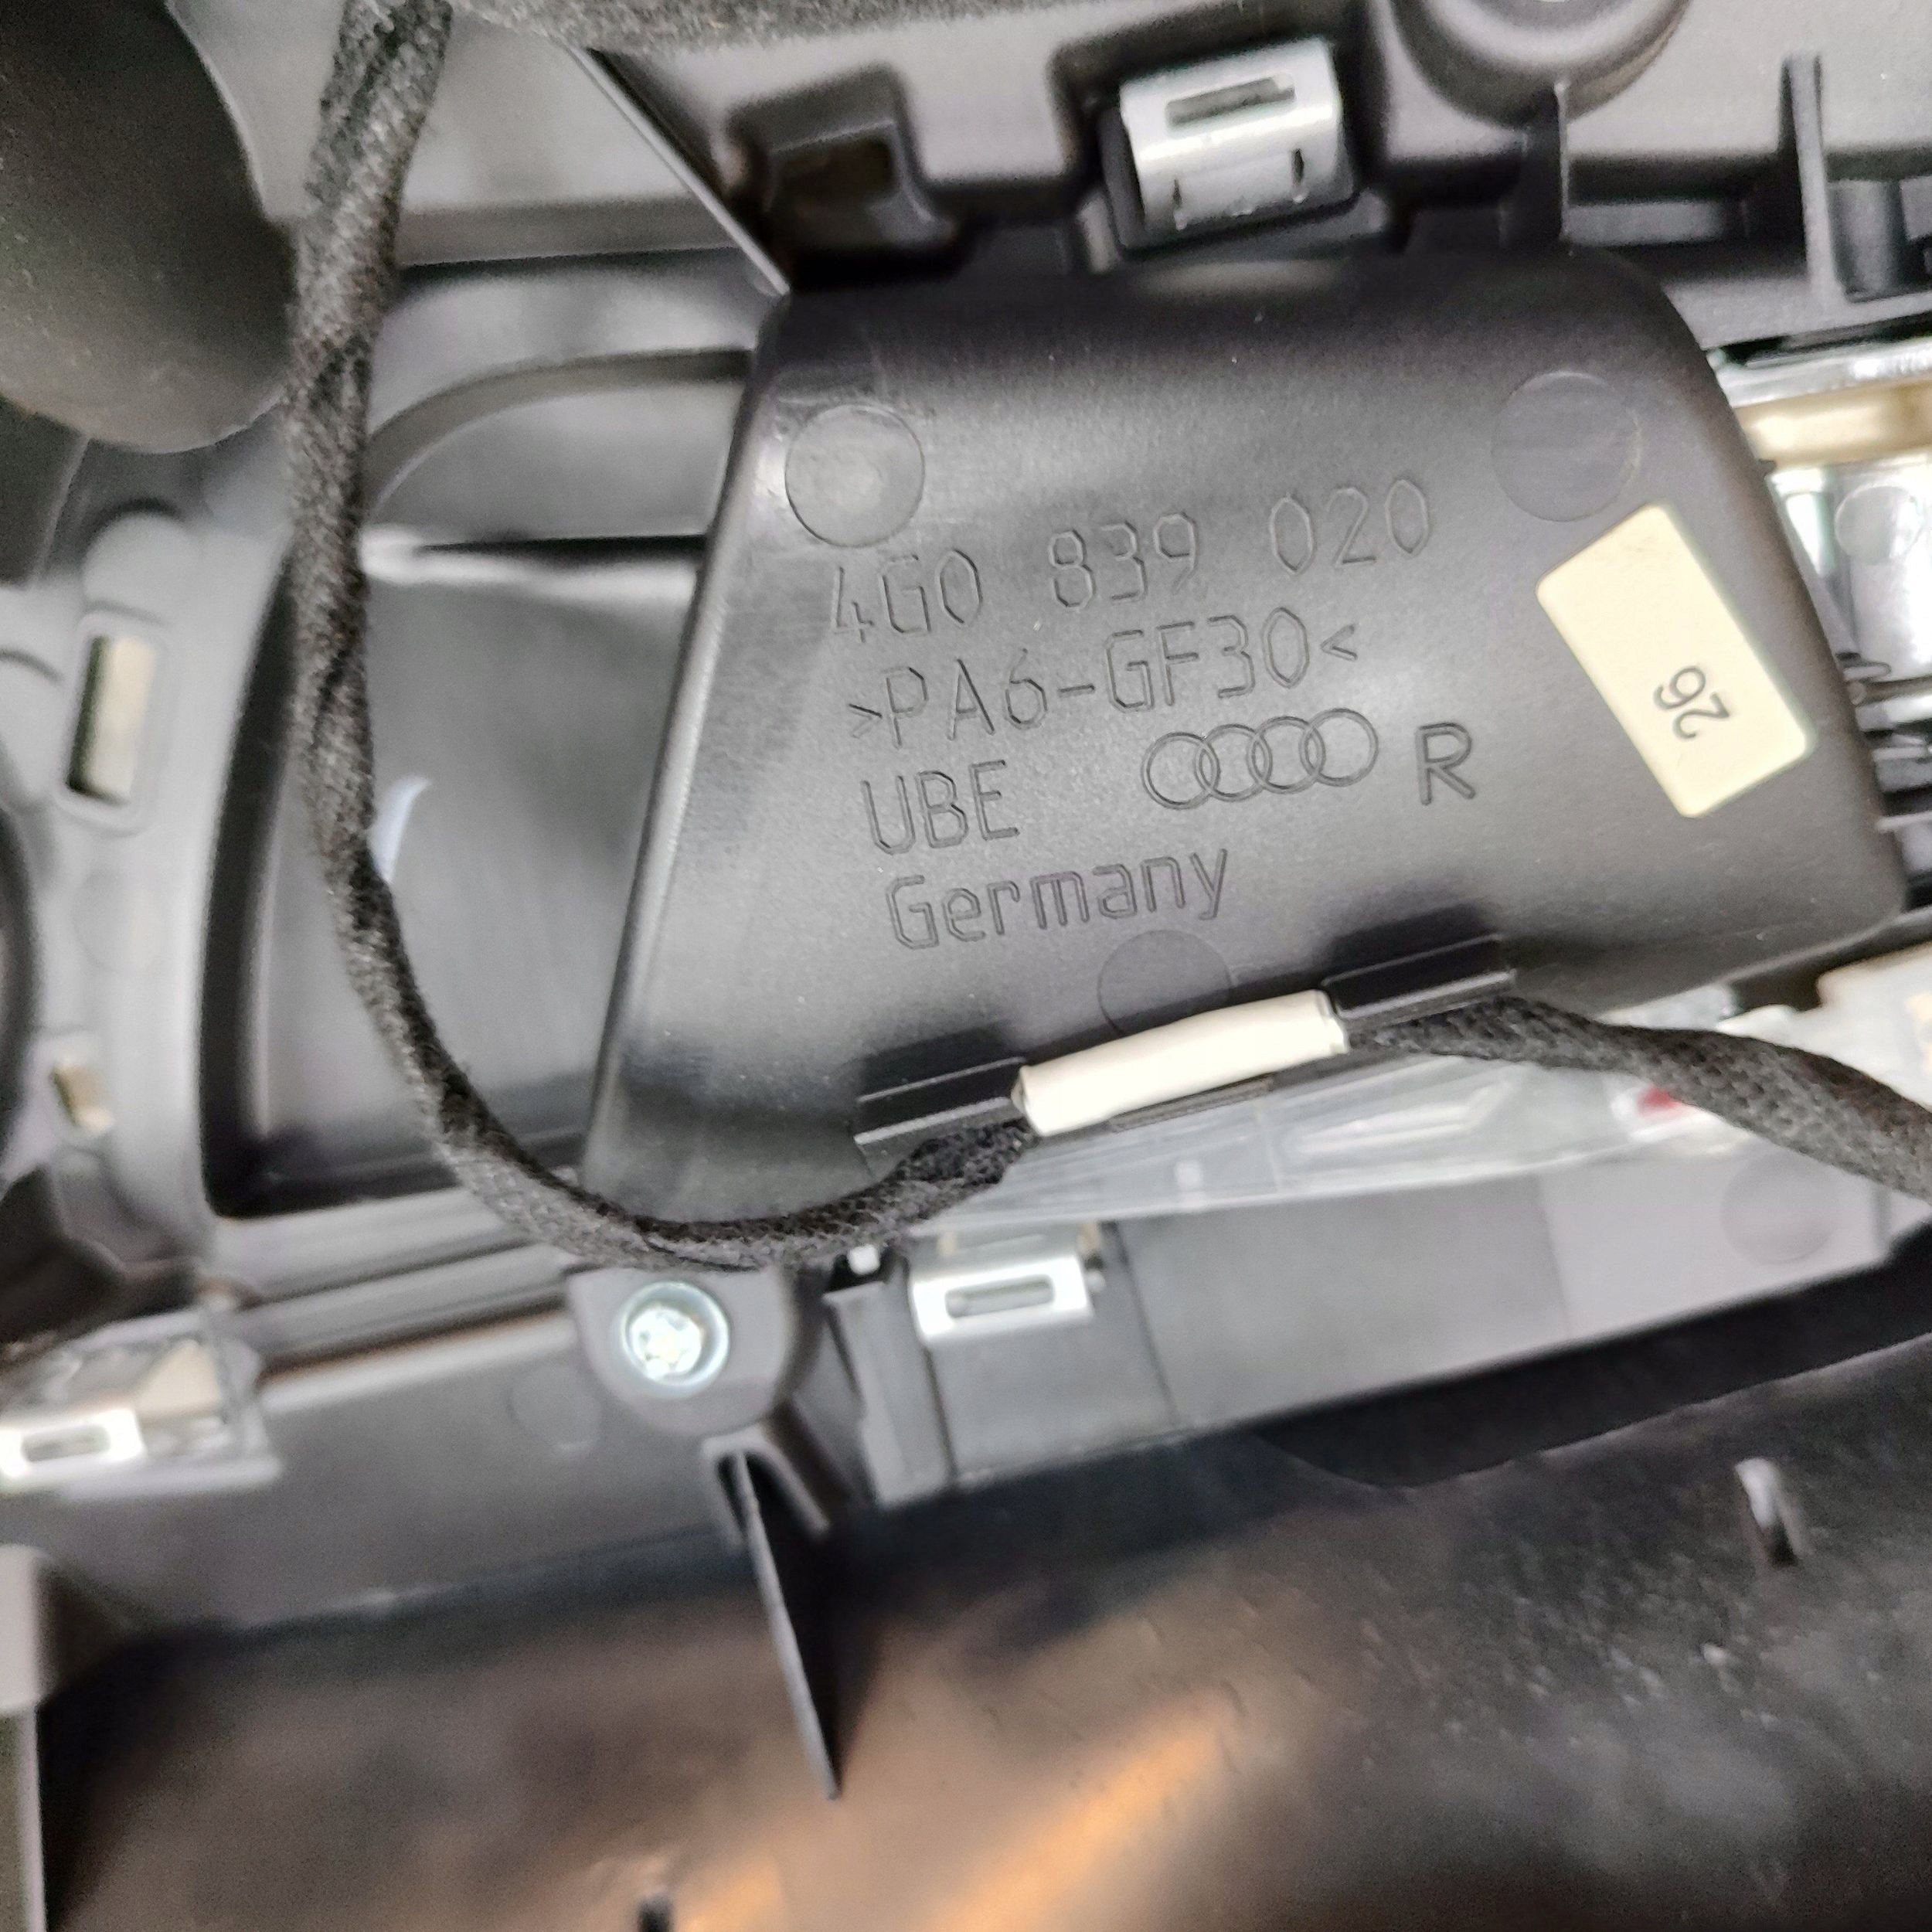 4G0 839 020
>PA6-GF30<
UBE R
Germany
26